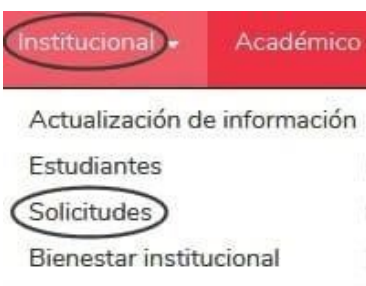 Institucional Académico
Actualización de información
Estudiantes
Solicitudes
Bienestar institucional